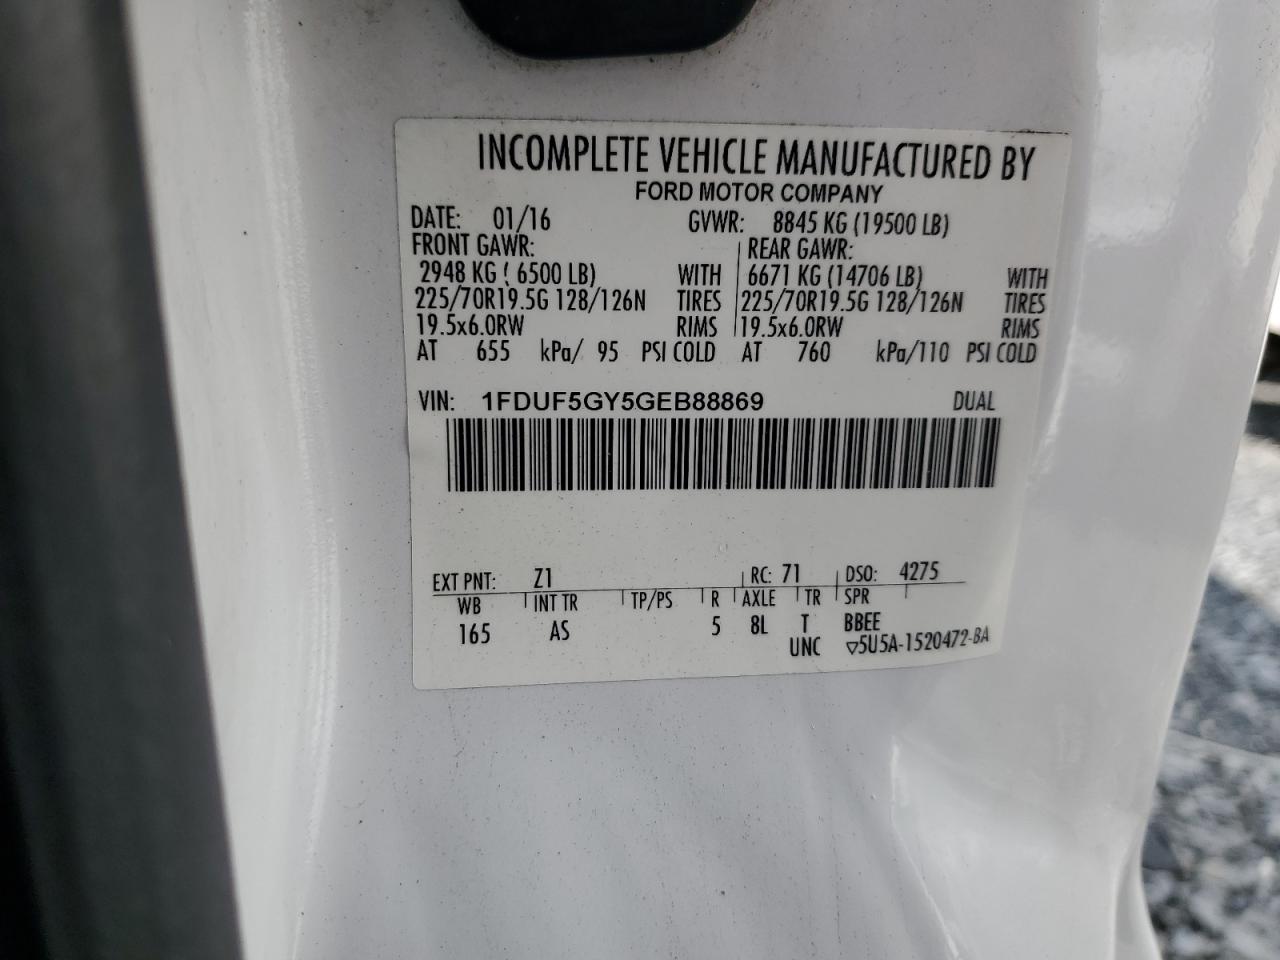 INCOMPLETE VEHICLE MANUFACTURED BY
FORD MOTOR COMPANY
DATE: 01/16 GVWR: 8845 KG (19500 LB)
FRONT GAWR: REAR GAWR:
2948 KG ( 6500 LB) WITH 6671 KG (14706 LB) WITH
225/70R19.5G 128/126N TIRES 225/70R19.5G 128/126N TIRES
19.5x6.0RW RIMS 19.5x6.0RW RIMS
AT 655 kPa/ 95 PSI COLD AT 760 kPa/110 PSI COLD
VIN: 1FDUF5GY5GEB88869 DUAL
EXT PNT: Z1 RC: 71 DSO: 4275
WB INT TR TP/PS R AXLE TR SPR
165 AS 5 8L T BBEE
UNC ▽5U5A-1520472-BA